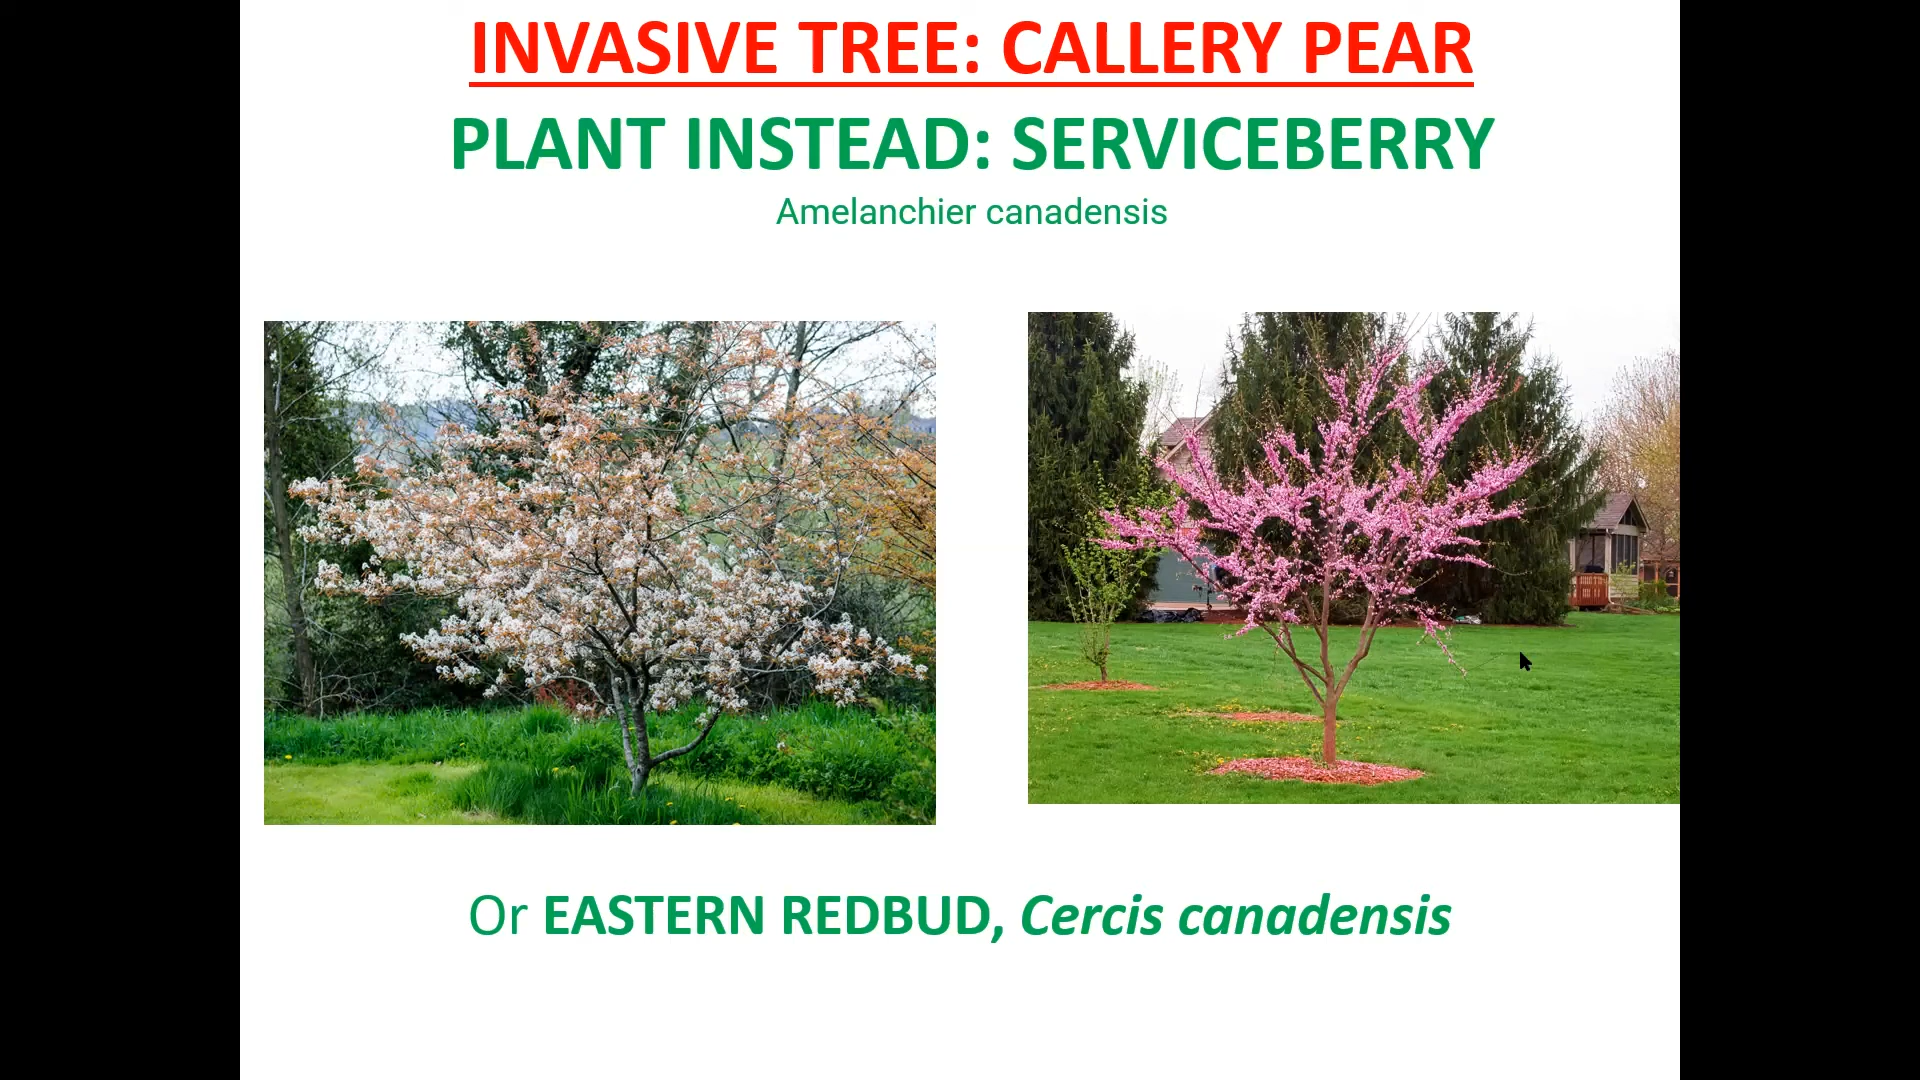 INVASIVE TREE: CALLERY PEAR
PLANT INSTEAD: SERVICEBERRY
Amelanchier canadensis
Or EASTERN REDBUD, Cercis canadensis